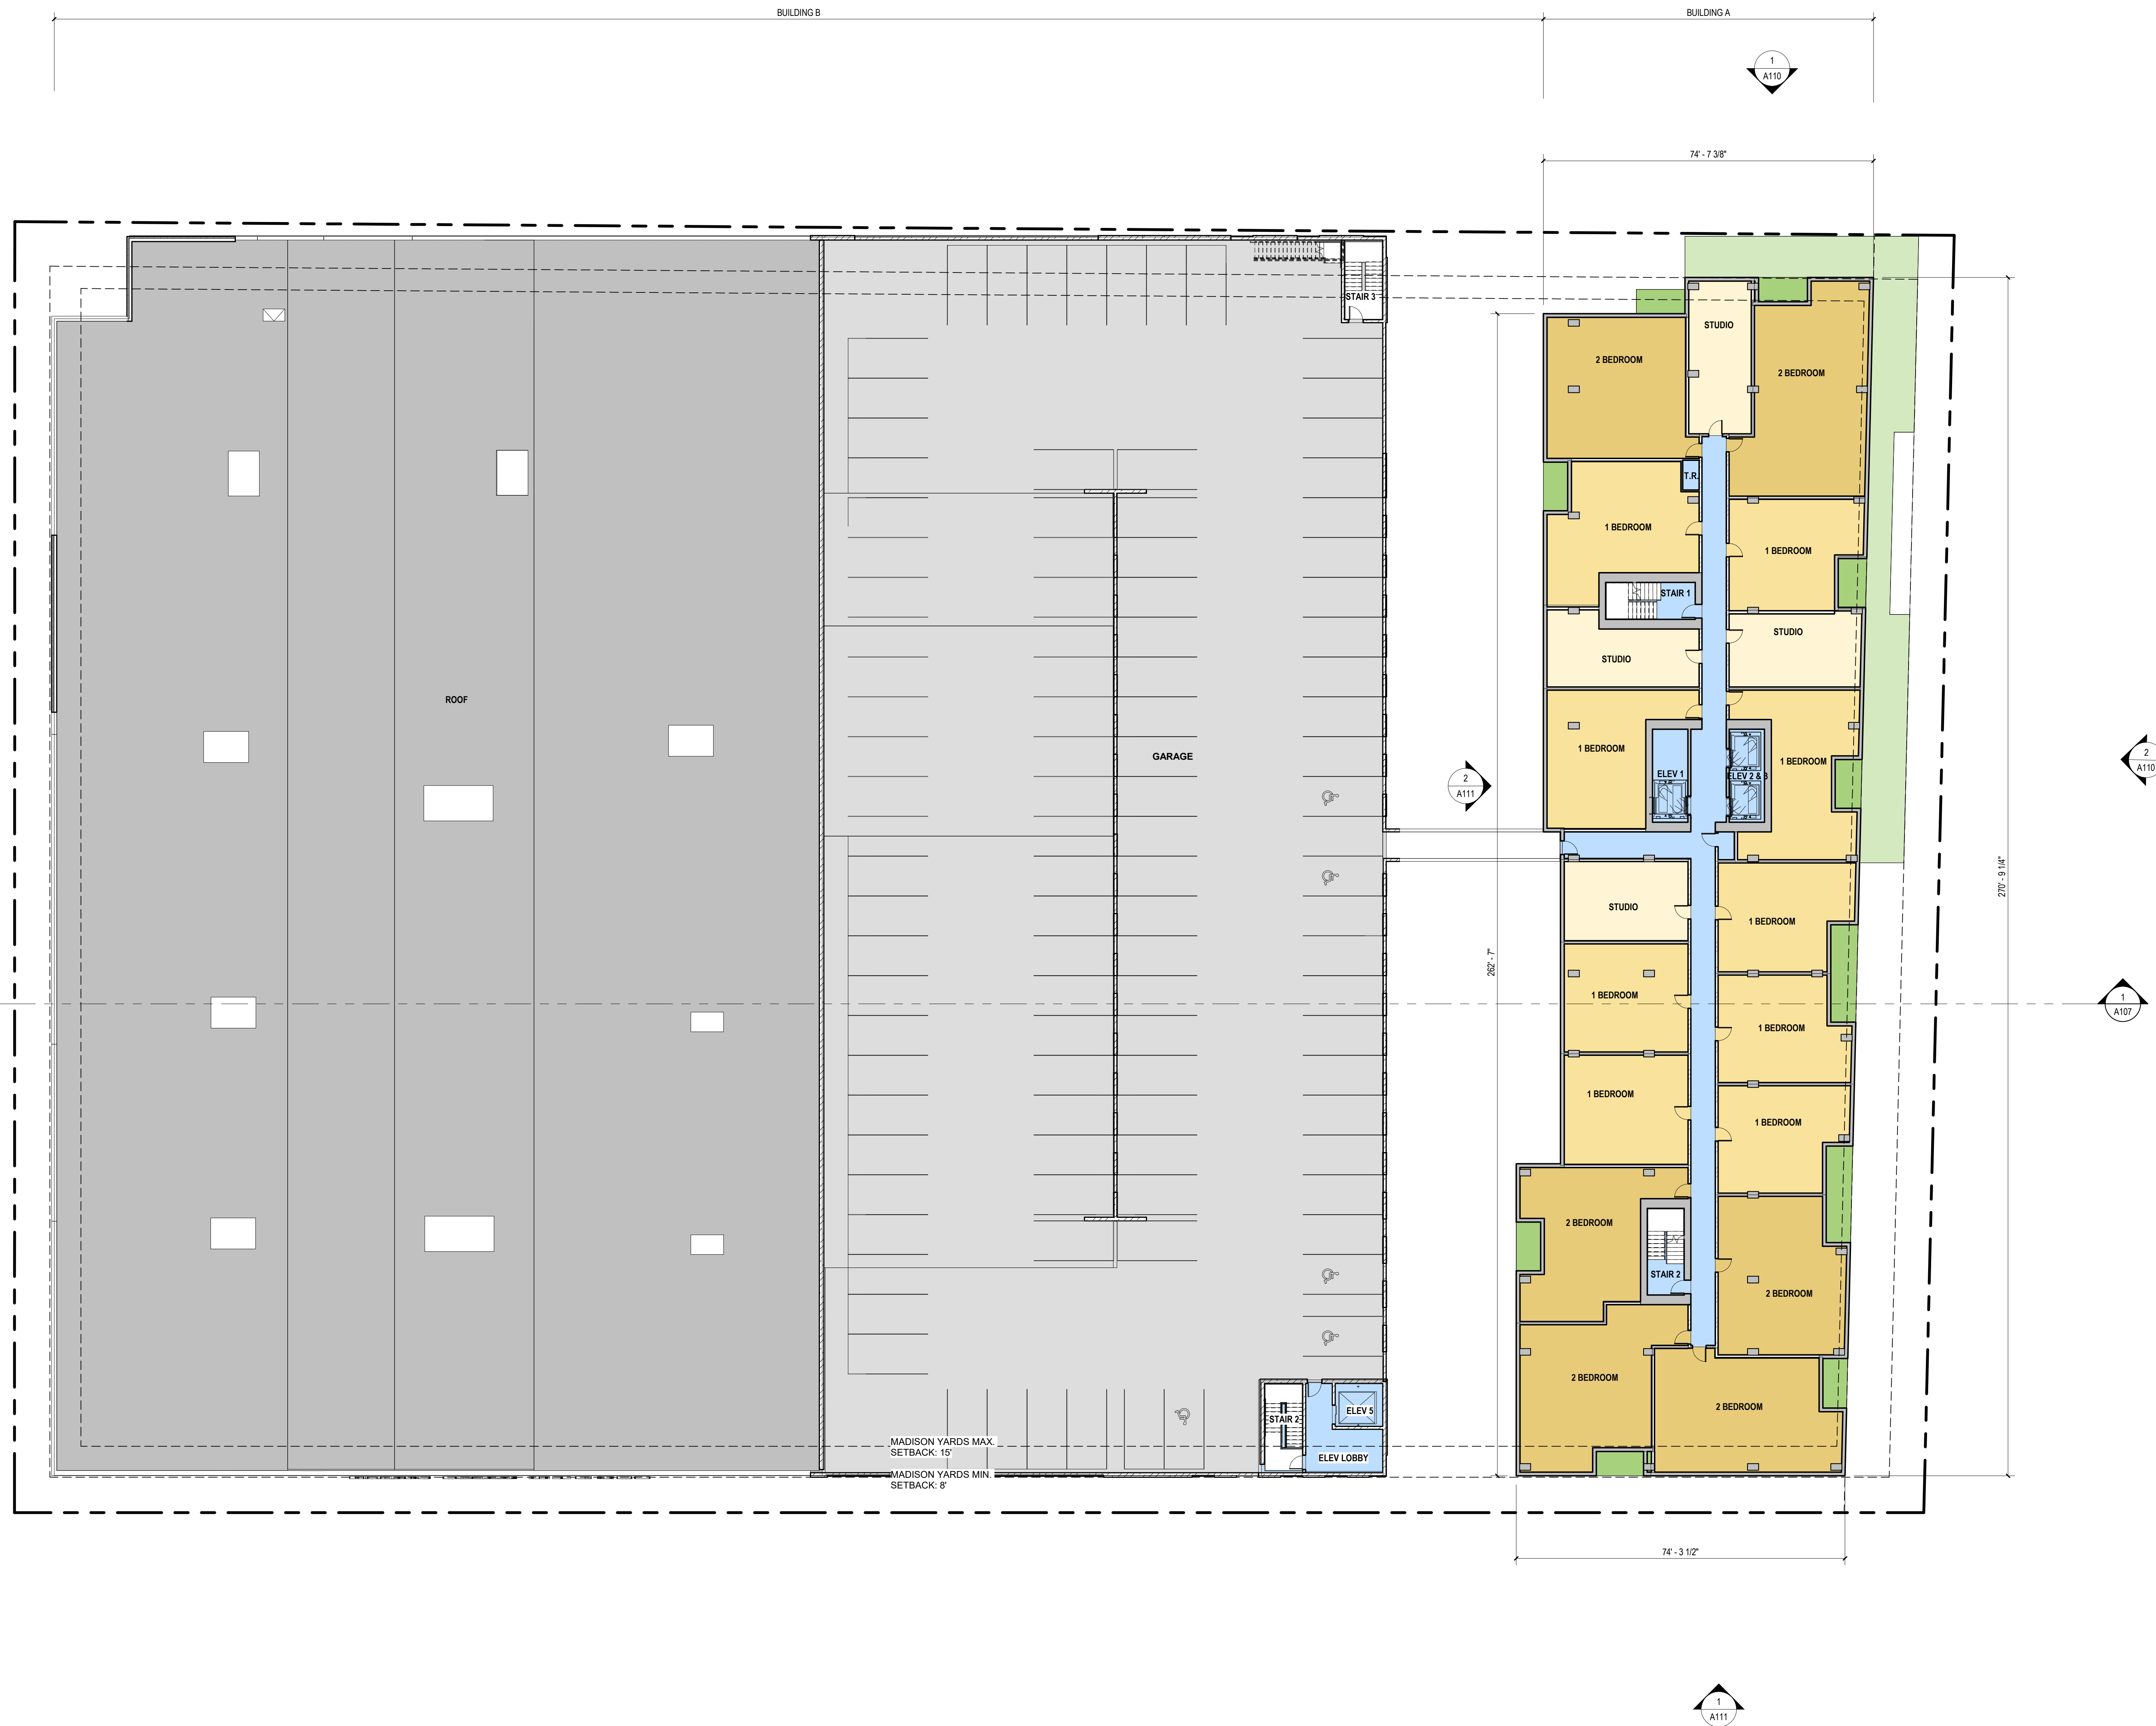 BUILDING B
BUILDING A
1
A110
74' - 7 3/8"
STAIR 3
STUDIO
2 BEDROOM
2 BEDROOM
T.R.
1 BEDROOM
1 BEDROOM
STAIR 1
STUDIO
STUDIO
ROOF
GARAGE
1 BEDROOM
1 BEDROOM
ELEV 1
ELEV 2 & 3
2
A111
2
A110
270' - 9 1/4"
STUDIO
1 BEDROOM
262' - 7"
1 BEDROOM
1 BEDROOM
1
A107
1 BEDROOM
1 BEDROOM
2 BEDROOM
STAIR 2
2 BEDROOM
2 BEDROOM
2 BEDROOM
STAIR 2
ELEV 5
ELEV LOBBY
MADISON YARDS MAX.
SETBACK: 15'
MADISON YARDS MIN.
SETBACK: 8'
74' - 3 1/2"
1
A111